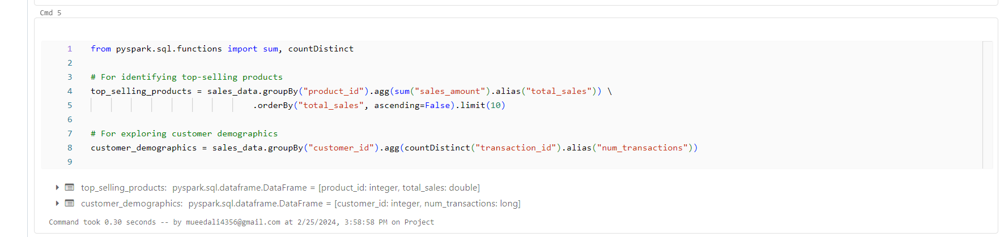 Cmd 5
1 from pyspark.sql.functions import sum, countDistinct
2
3 # For identifying top-selling products
4 top_selling_products = sales_data.groupBy("product_id").agg(sum("sales_amount").alias("total_sales")) \
5 .orderBy("total_sales", ascending=False).limit(10)
6
7 # For exploring customer demographics
8 customer_demographics = sales_data.groupBy("customer_id").agg(countDistinct("transaction_id").alias("num_transactions"))
9
top_selling_products: pyspark.sql.dataframe.DataFrame = [product_id: integer, total_sales: double]
customer_demographics: pyspark.sql.dataframe.DataFrame = [customer_id: integer, num_transactions: long]
Command took 0.30 seconds -- by mueedali4356@gmail.com at 2/25/2024, 3:58:58 PM on Project